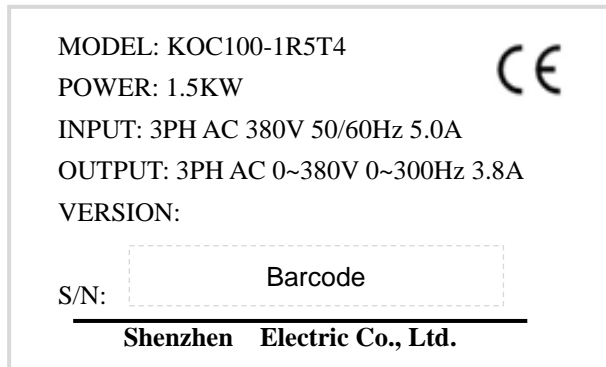 MODEL: KOC100-1R5T4
CE
POWER: 1.5KW
INPUT: 3PH AC 380V 50/60Hz 5.0A
OUTPUT: 3PH AC 0~380V 0~300Hz 3.8A
VERSION:
Barcode
S/N:
Shenzhen Electric Co., Ltd.